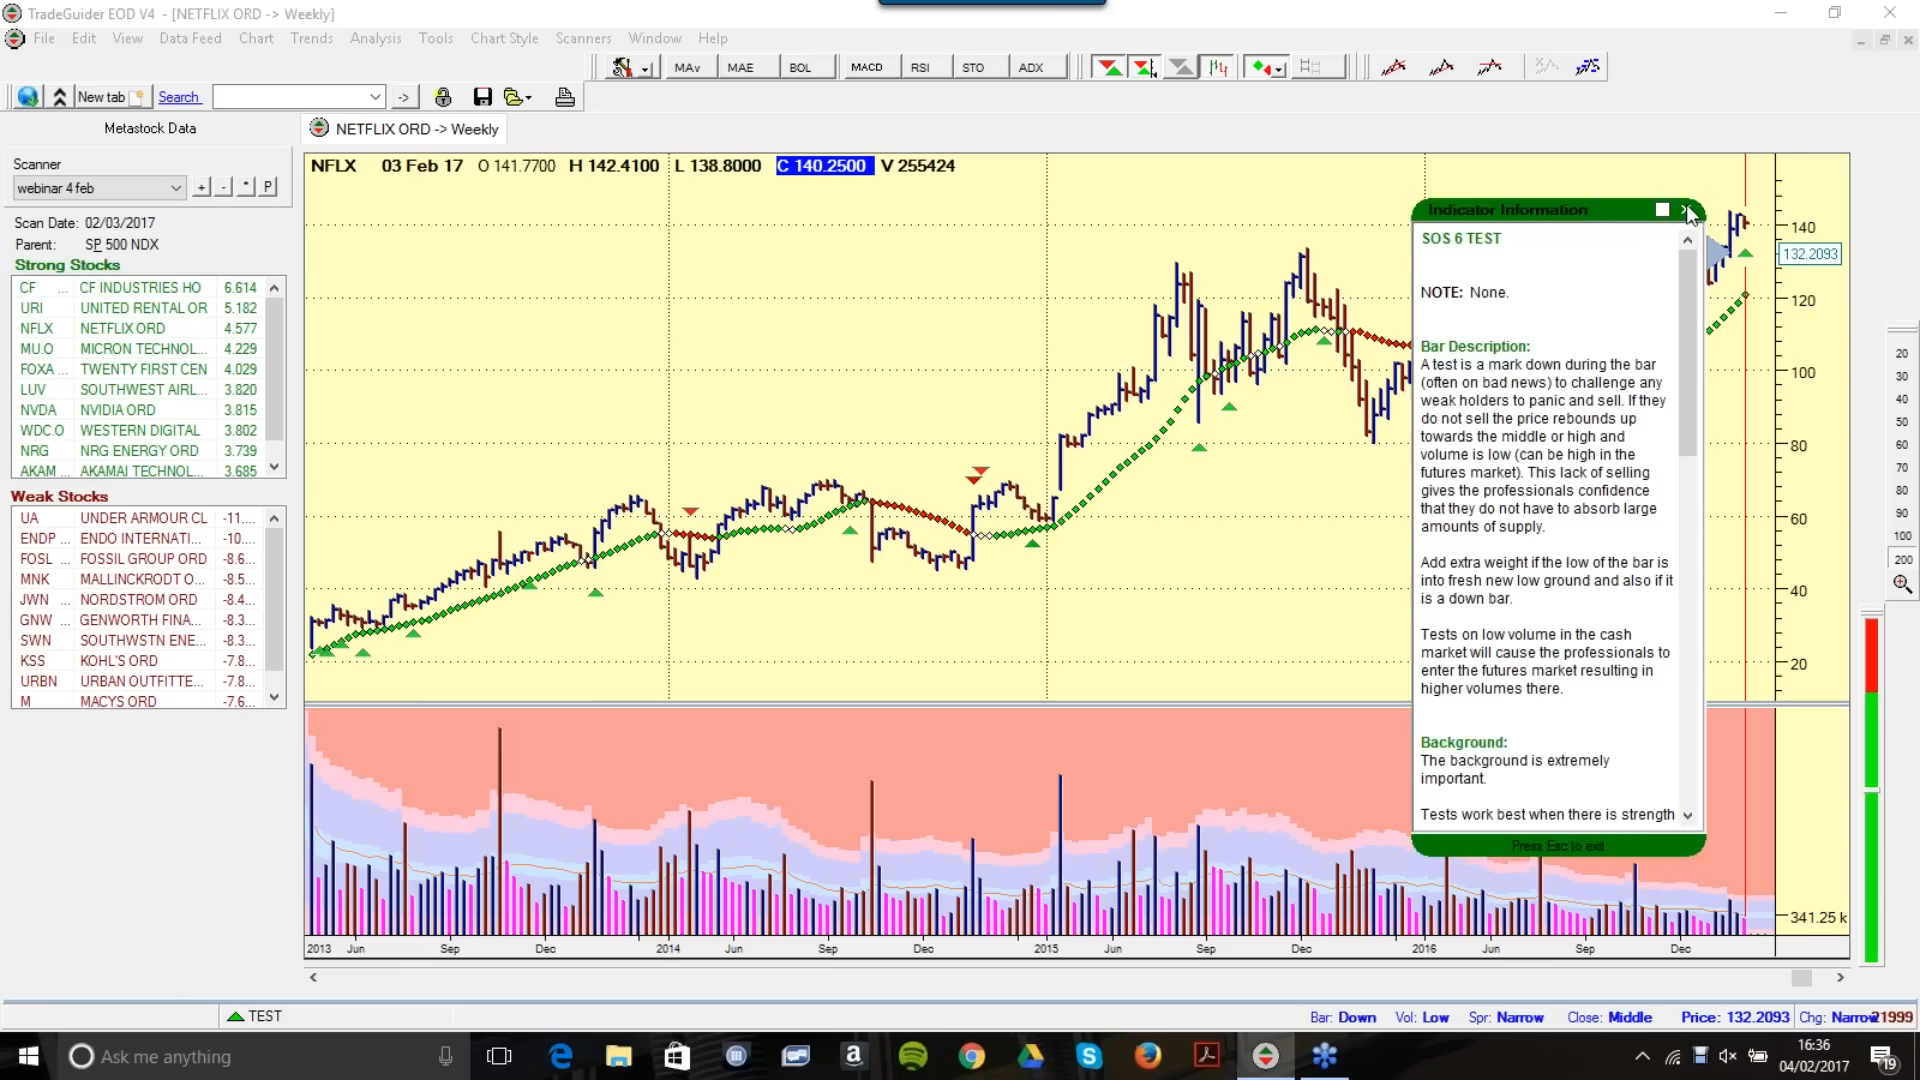 TradeGuider EOD V4 - [NETFLIX ORD -> Weekly]
File Edit View Data Feed Chart Trends Analysis Tools Chart Style Scanners Window Help
MAv MAE BOL MACD RSI STO ADX
New tab Search ->
Metastock Data
NETFLIX ORD -> Weekly
Scanner
webinar 4 feb + - * P
Scan Date: 02/03/2017
Parent: SP 500 NDX
Strong Stocks
CF ... CF INDUSTRIES HO 6.614
URI UNITED RENTAL OR 5.182
NFLX NETFLIX ORD 4.577
MU.O MICRON TECHNOL... 4.229
FOXA ... TWENTY FIRST CEN 4.029
LUV SOUTHWEST AIRL... 3.820
NVDA NVIDIA ORD 3.815
WDC.O WESTERN DIGITAL 3.802
NRG NRG ENERGY ORD 3.739
AKAM ... AKAMAI TECHNOL... 3.685
Weak Stocks
UA UNDER ARMOUR CL -11....
ENDP ... ENDO INTERNATI... -10....
FOSL ... FOSSIL GROUP ORD -8.6...
MNK MALLINCKRODT O... -8.5...
JWN ... NORDSTROM ORD -8.4...
GNW ... GENWORTH FINA... -8.3...
SWN SOUTHWSTN ENE... -8.3...
KSS KOHL'S ORD -7.8...
URBN URBAN OUTFITTE... -7.8...
M MACYS ORD -7.6...
NFLX 03 Feb 17 O 141.7700 H 142.4100 L 138.8000 C 140.2500 V 255424
140
132.2093
120
100
80
60
40
20
341.25 k
2013 Jun Sep Dec 2014 Jun Sep Dec 2015 Jun Sep Dec 2016 Jun Sep Dec
Indicator Information
SOS 6 TEST
NOTE: None.
Bar Description:
A test is a mark down during the bar
(often on bad news) to challenge any
weak holders to panic and sell. If they
do not sell the price rebounds up
towards the middle or high and
volume is low (can be high in the
futures market). This lack of selling
gives the professionals confidence
that they do not have to absorb large
amounts of supply.
Add extra weight if the low of the bar is
into fresh new low ground and also if it
is a down bar.
Tests on low volume in the cash
market will cause the professionals to
enter the futures market resulting in
higher volumes there.
Background:
The background is extremely
important.
Tests work best when there is strength
Press Esc to exit
20
30
40
50
60
70
80
90
100
200
TEST
Bar: Down Vol: Low Spr: Narrow Close: Middle Price: 132.2093 Chg: Narrow 21999
Ask me anything
16:36
04/02/2017
19